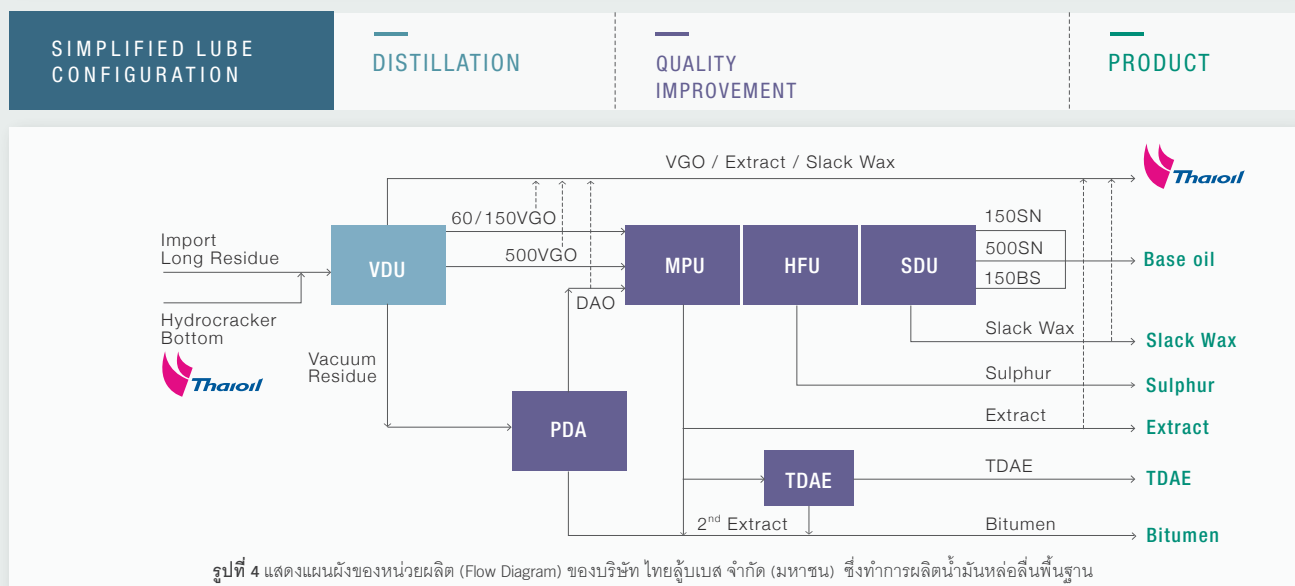 SIMPLIFIED LUBE
CONFIGURATION
DISTILLATION
QUALITY
IMPROVEMENT
PRODUCT
VGO / Extract / Slack Wax
Thaioil
60/150VGO
150SN
Import
Long Residue
VDU
500VGO
MPU
HFU
SDU
500SN
Base oil
150BS
DAO
Hydrocracker
Bottom
Slack Wax
Slack Wax
Vacuum
Residue
Thaioil
Sulphur
Sulphur
PDA
Extract
Extract
TDAE
TDAE
TDAE
2nd Extract
Bitumen
Bitumen
รูปที่ 4 แสดงแผนผังของหน่วยผลิต (Flow Diagram) ของบริษัท ไทยลู้บเบส จำกัด (มหาชน) ซึ่งทำการผลิตน้ำมันหล่อลื่นพื้นฐาน